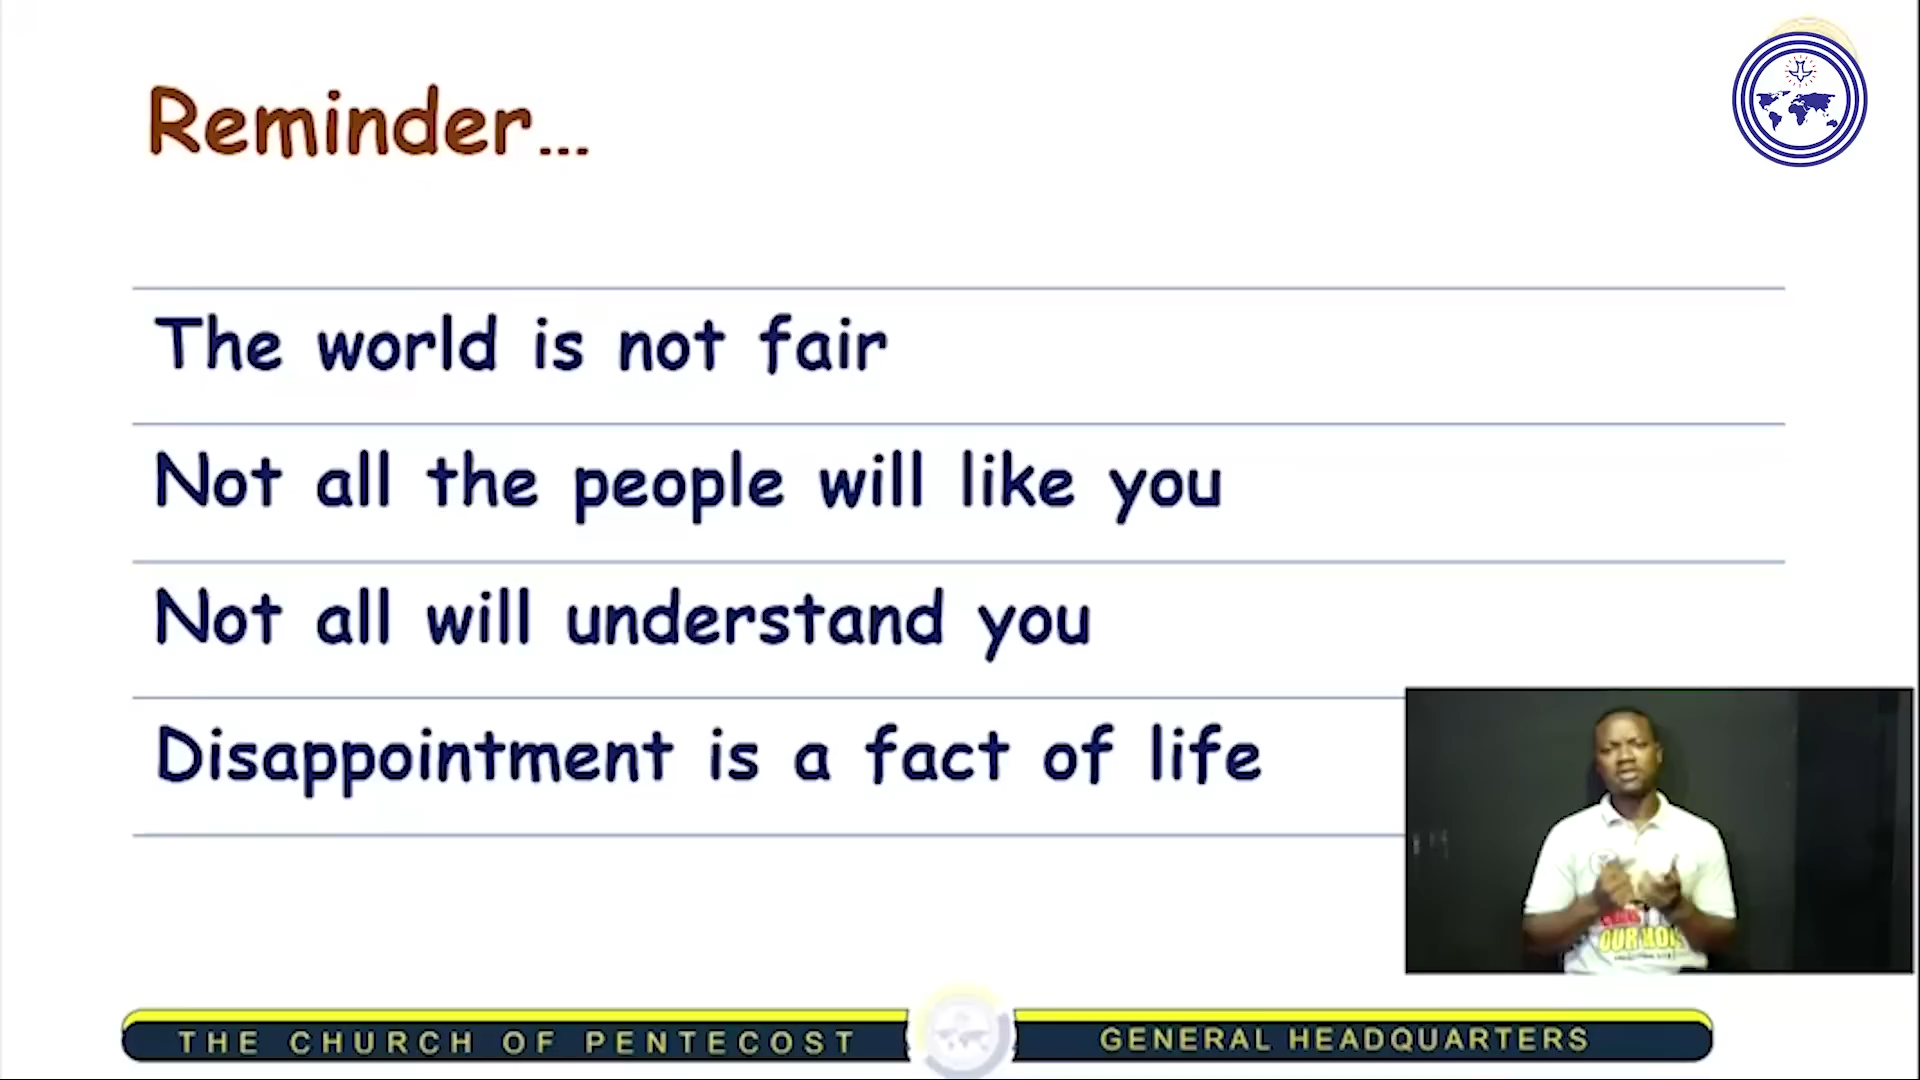 Reminder...
The world is not fair
Not all the people will like you
Not all will understand you
Disappointment is a fact of life
OUR
THE CHURCH OF PENTECOST
GENERAL HEADQUARTERS